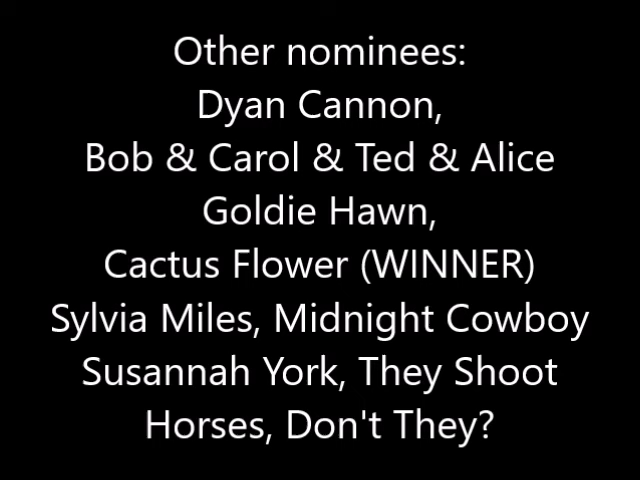 Other nominees:
Dyan Cannon,
Bob & Carol & Ted & Alice
Goldie Hawn,
Cactus Flower (WINNER)
Sylvia Miles, Midnight Cowboy
Susannah York, They Shoot
Horses, Don't They?